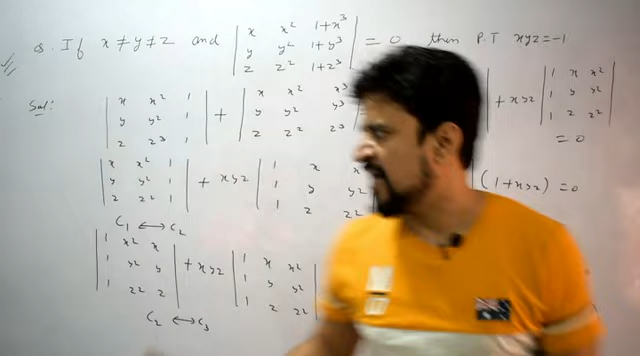 Q. If x ≠ y ≠ z and | x x² 1+x³ | = 0 then P.T xyz = -1
| y y² 1+y³ |
| z z² 1+z³ |
Sol:
| x x² 1 | + | x x² x³
| y y² 1 | | y y² y³
| z z³ 1 | | z z² z³
| x x² 1 | + xyz | 1 x x
| y y² 1 | | 1 y y²
| z z² 1 | | 1 z z²
C₁ ↔ C₂
| 1 x² x | + xyz | 1 x x² |
| 1 y² y | | 1 y y² |
| 1 z² z | | 1 z z² |
C₂ ↔ C₃
| + xyz | 1 x x² |
| 1 y y² |
| 1 z z² |
= 0
(1+xyz) = 0